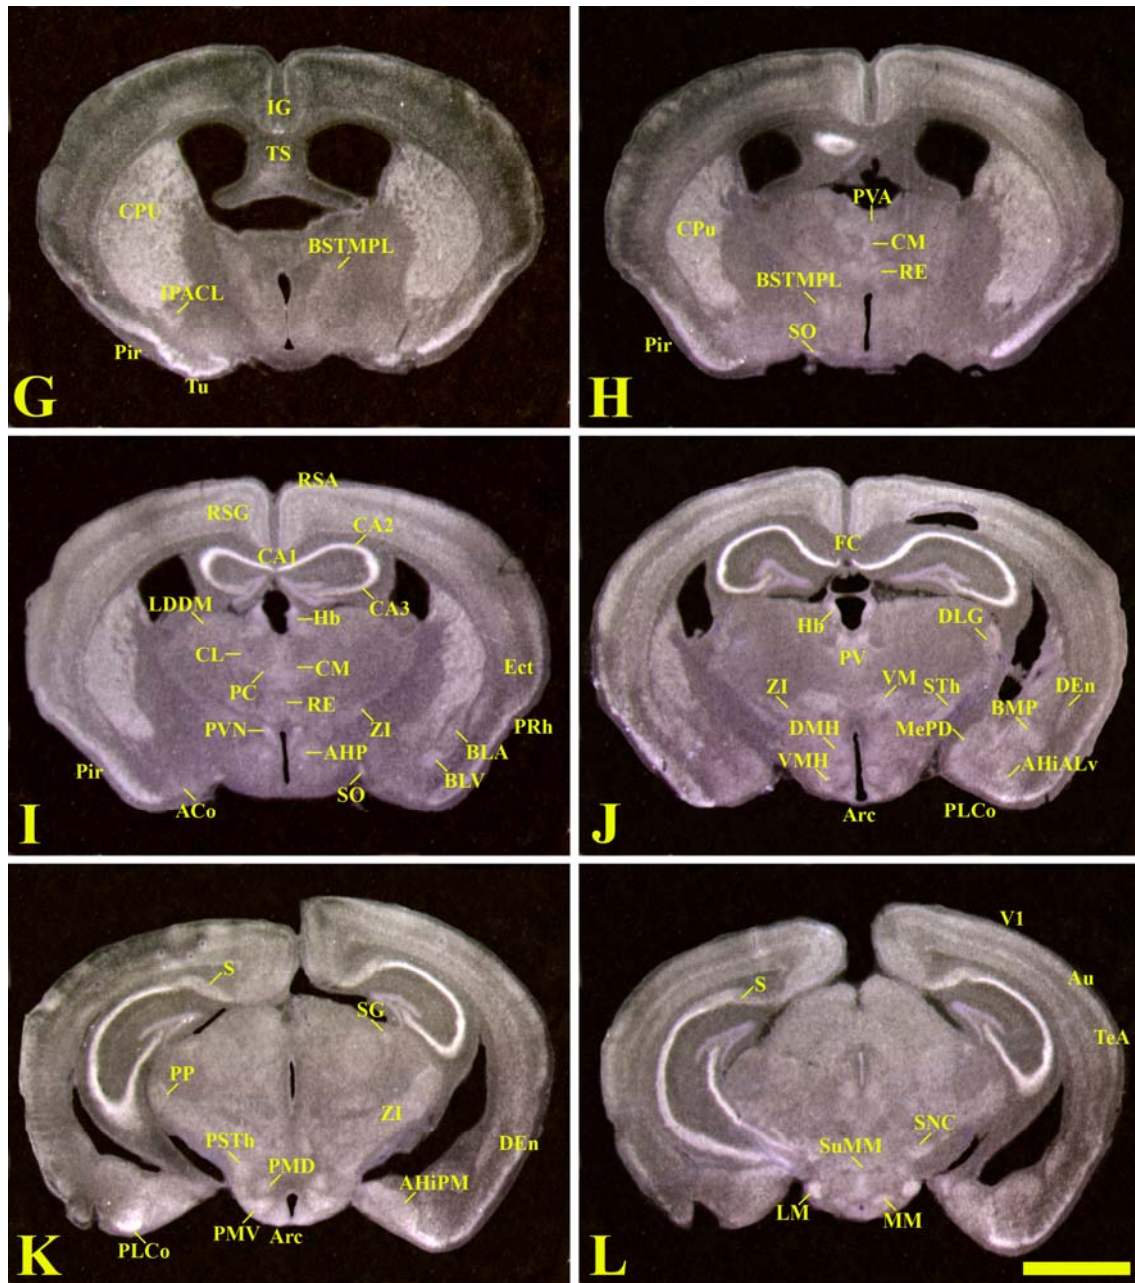 IG
TS
CPU
BSTMPL
IPACL
Pir
Tu
G
PVA
CPu
CM
RE
BSTMPL
SO
Pir
H
RSA
RSG
CA2
CA1
CA3
LDDM
Hb
CL
CM
PC
Ect
RE
PVN
ZI
PRh
AHP
BLA
Pir
BLV
SO
ACo
I
FC
DLG
Hb
PV
ZI
VM
STh
DEn
BMP
DMH
MePD
VMH
AHiALv
Arc
PLCo
J
S
SG
PP
ZI
PSTh
DEn
PMD
AHiPM
PMV
Arc
PLCo
K
V1
Au
S
TeA
SNC
SuMM
LM
MM
L